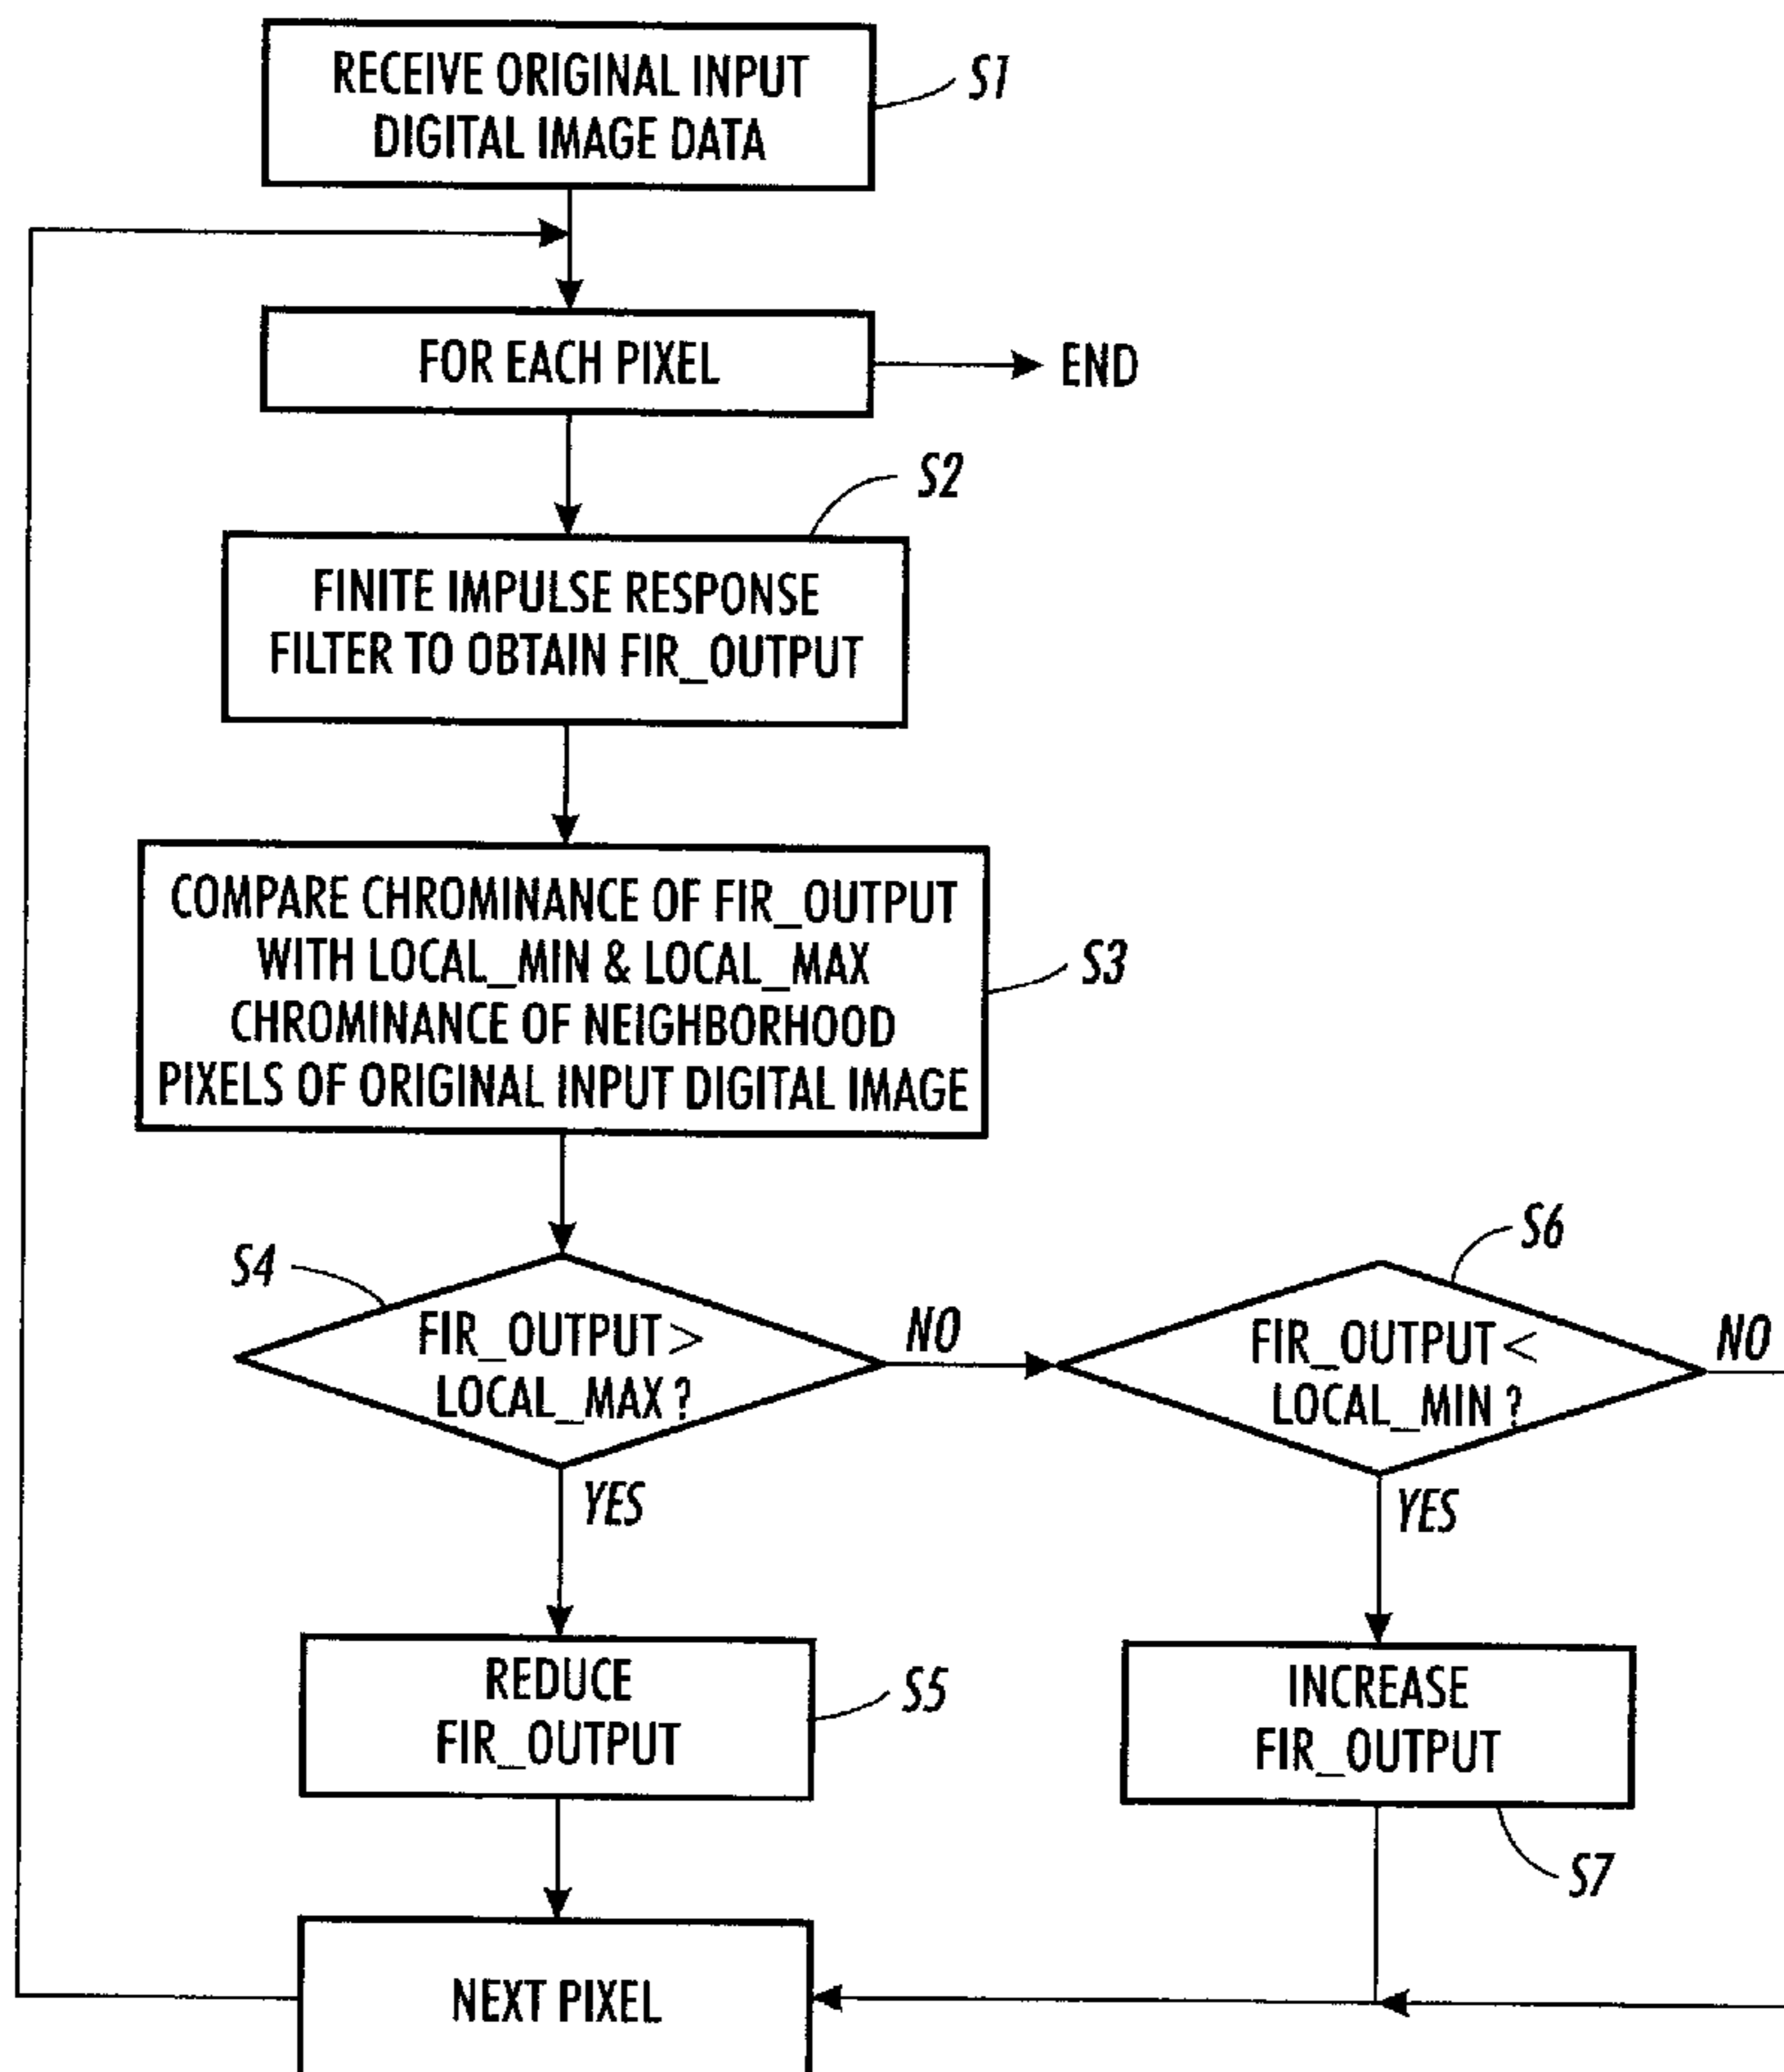 RECEIVE ORIGINAL INPUT
DIGITAL IMAGE DATA
S1
FOR EACH PIXEL
END
S2
FINITE IMPULSE RESPONSE
FILTER TO OBTAIN FIR_OUTPUT
COMPARE CHROMINANCE OF FIR_OUTPUT
WITH LOCAL_MIN & LOCAL_MAX
CHROMINANCE OF NEIGHBORHOOD
PIXELS OF ORIGINAL INPUT DIGITAL IMAGE
S3
S4
FIR_OUTPUT >
LOCAL_MAX ?
NO
YES
S6
FIR_OUTPUT <
LOCAL_MIN ?
NO
YES
REDUCE
FIR_OUTPUT
S5
INCREASE
FIR_OUTPUT
S7
NEXT PIXEL